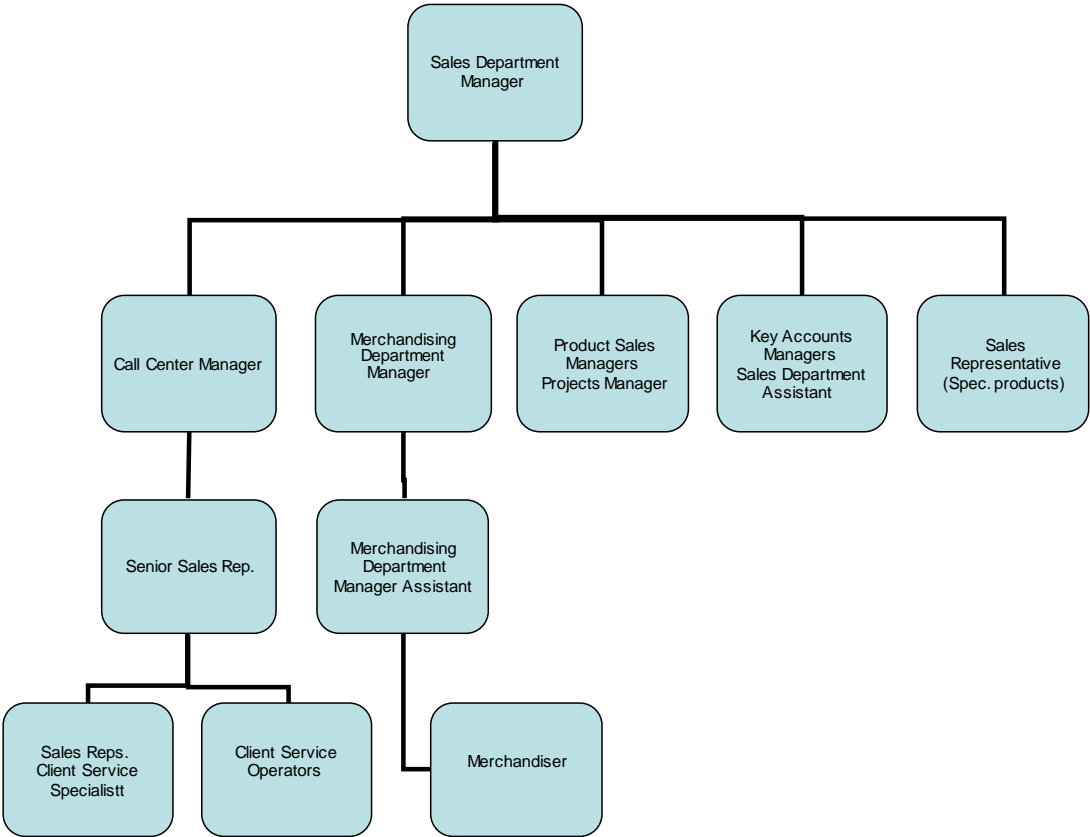 Sales Department
Manager
Call Center Manager
Merchandising
Department
Manager
Product Sales
Managers
Projects Manager
Key Accounts
Managers
Sales Department
Assistant
Sales
Representative
(Spec. products)
Senior Sales Rep.
Merchandising
Department
Manager Assistant
Sales Reps.
Client Service
Specialistt
Client Service
Operators
Merchandiser